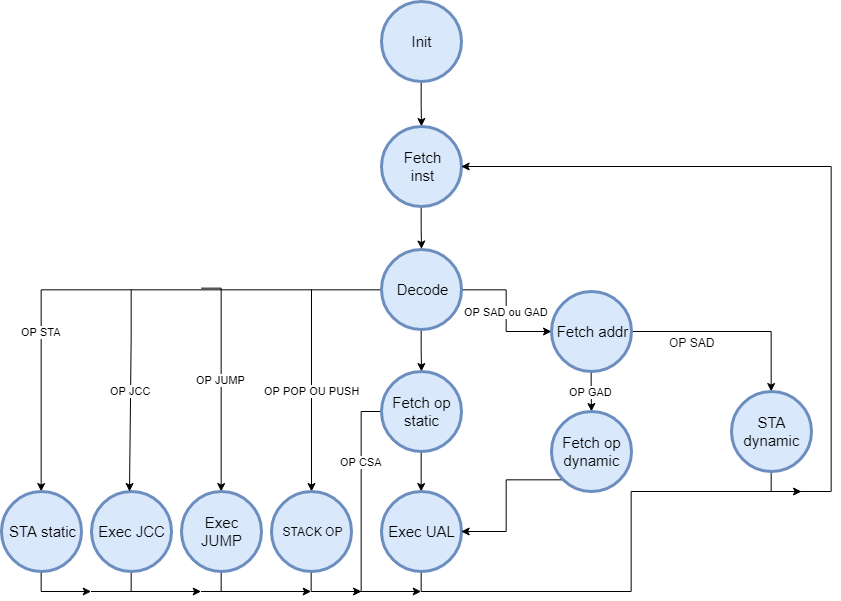 Init
Fetch
inst
Decode
OP SAD ou GAD
OP STA
Fetch addr
OP SAD
OP JUMP
OP JCC
OP POP OU PUSH
OP GAD
Fetch op
static
STA
dynamic
Fetch op
dynamic
OP CSA
STA static
Exec JCC
Exec
JUMP
STACK OP
Exec UAL